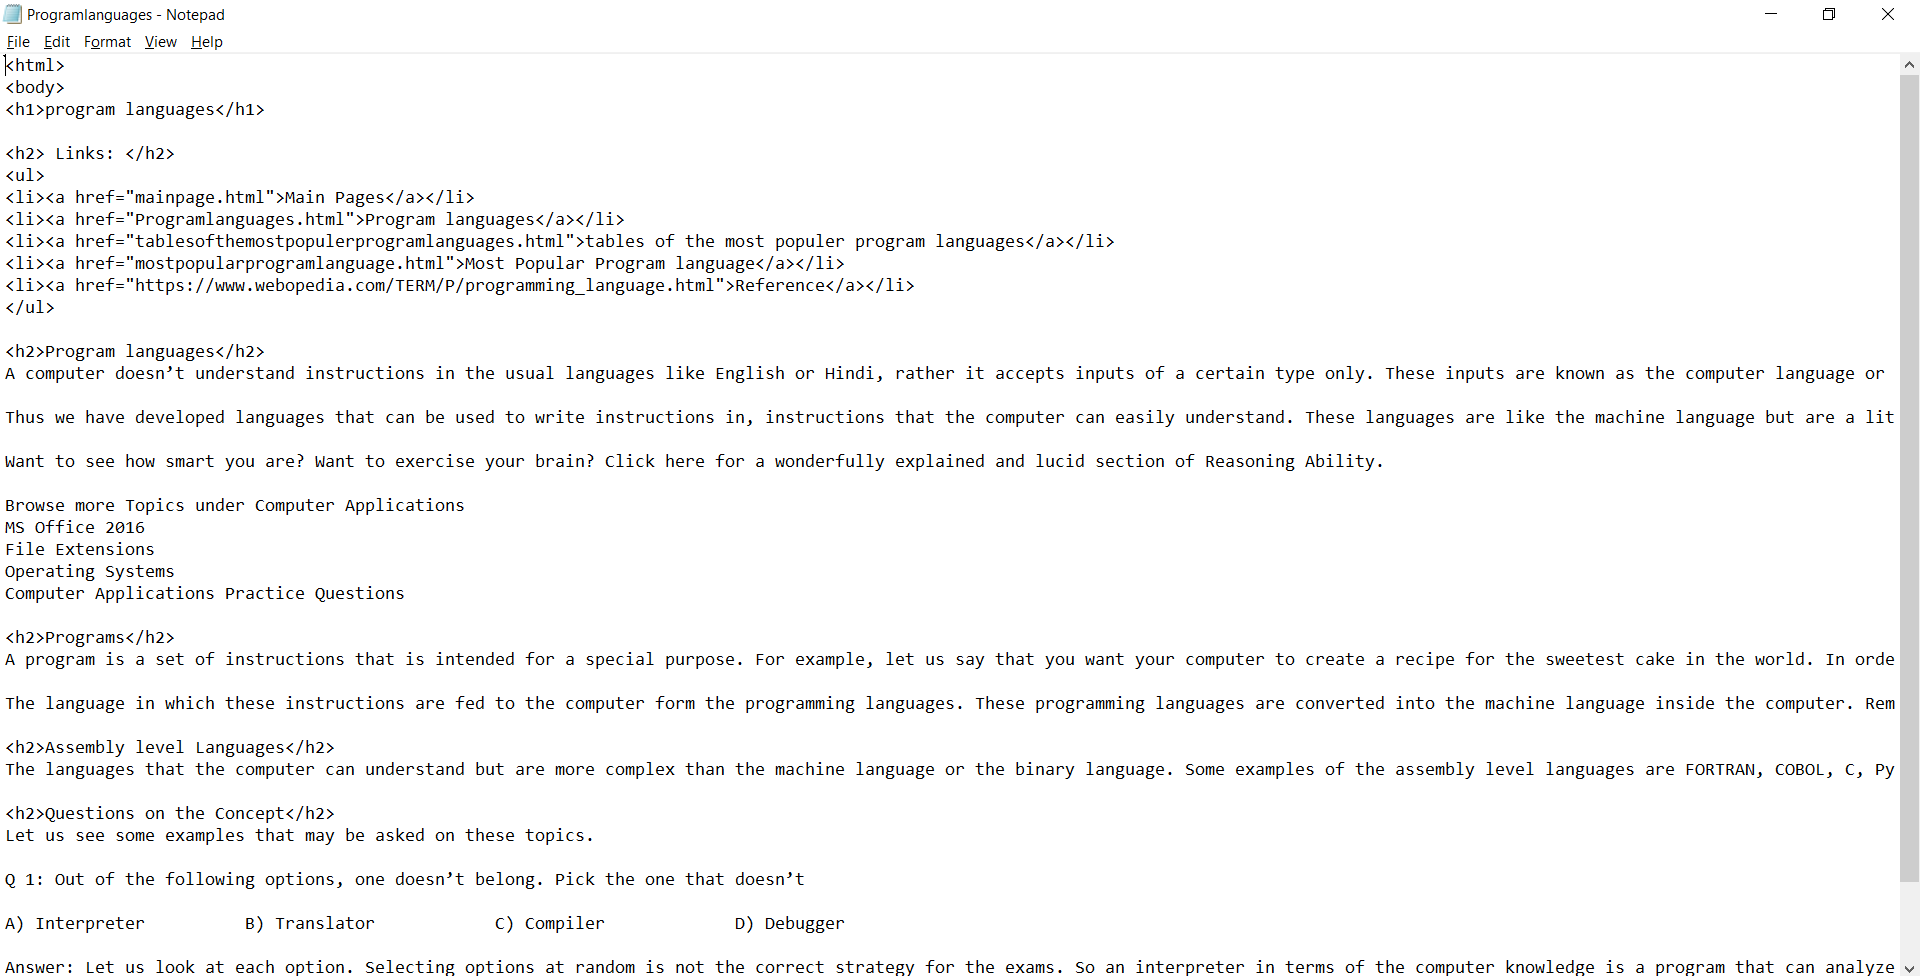 Programlanguages - Notepad
File Edit Format View Help
<html>
<body>
<h1>program languages</h1>
<h2> Links: </h2>
<ul>
<li><a href="mainpage.html">Main Pages</a></li>
<li><a href="Programlanguages.html">Program languages</a></li>
<li><a href="tablesofthemostpopulerprogramlanguages.html">tables of the most populer program languages</a></li>
<li><a href="mostpopularprogramlanguage.html">Most Popular Program language</a></li>
<li><a href="https://www.webopedia.com/TERM/P/programming_language.html">Reference</a></li>
</ul>
<h2>Program languages</h2>
A computer doesn’t understand instructions in the usual languages like English or Hindi, rather it accepts inputs of a certain type only. These inputs are known as the computer language or
Thus we have developed languages that can be used to write instructions in, instructions that the computer can easily understand. These languages are like the machine language but are a lit
Want to see how smart you are? Want to exercise your brain? Click here for a wonderfully explained and lucid section of Reasoning Ability.
Browse more Topics under Computer Applications
MS Office 2016
File Extensions
Operating Systems
Computer Applications Practice Questions
<h2>Programs</h2>
A program is a set of instructions that is intended for a special purpose. For example, let us say that you want your computer to create a recipe for the sweetest cake in the world. In orde
The language in which these instructions are fed to the computer form the programming languages. These programming languages are converted into the machine language inside the computer. Rem
<h2>Assembly level Languages</h2>
The languages that the computer can understand but are more complex than the machine language or the binary language. Some examples of the assembly level languages are FORTRAN, COBOL, C, Py
<h2>Questions on the Concept</h2>
Let us see some examples that may be asked on these topics.
Q 1: Out of the following options, one doesn’t belong. Pick the one that doesn’t
A) Interpreter B) Translator C) Compiler D) Debugger
Answer: Let us look at each option. Selecting options at random is not the correct strategy for the exams. So an interpreter in terms of the computer knowledge is a program that can analyze